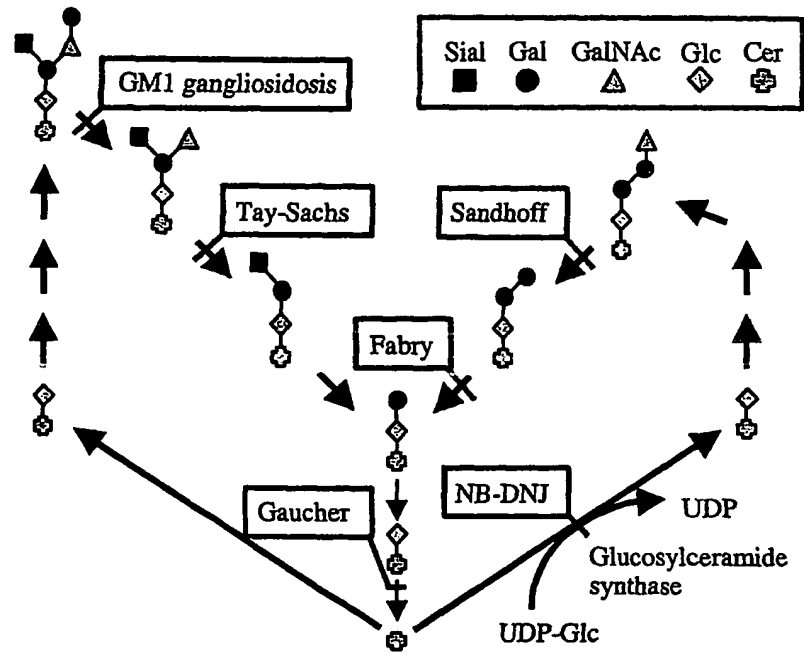 GM1 gangliosidosis
Sial Gal GalNAc Glc Cer
Tay-Sachs
Sandhoff
Fabry
Gaucher
NB-DNJ
UDP
Glucosylceramide
synthase
UDP-Glc